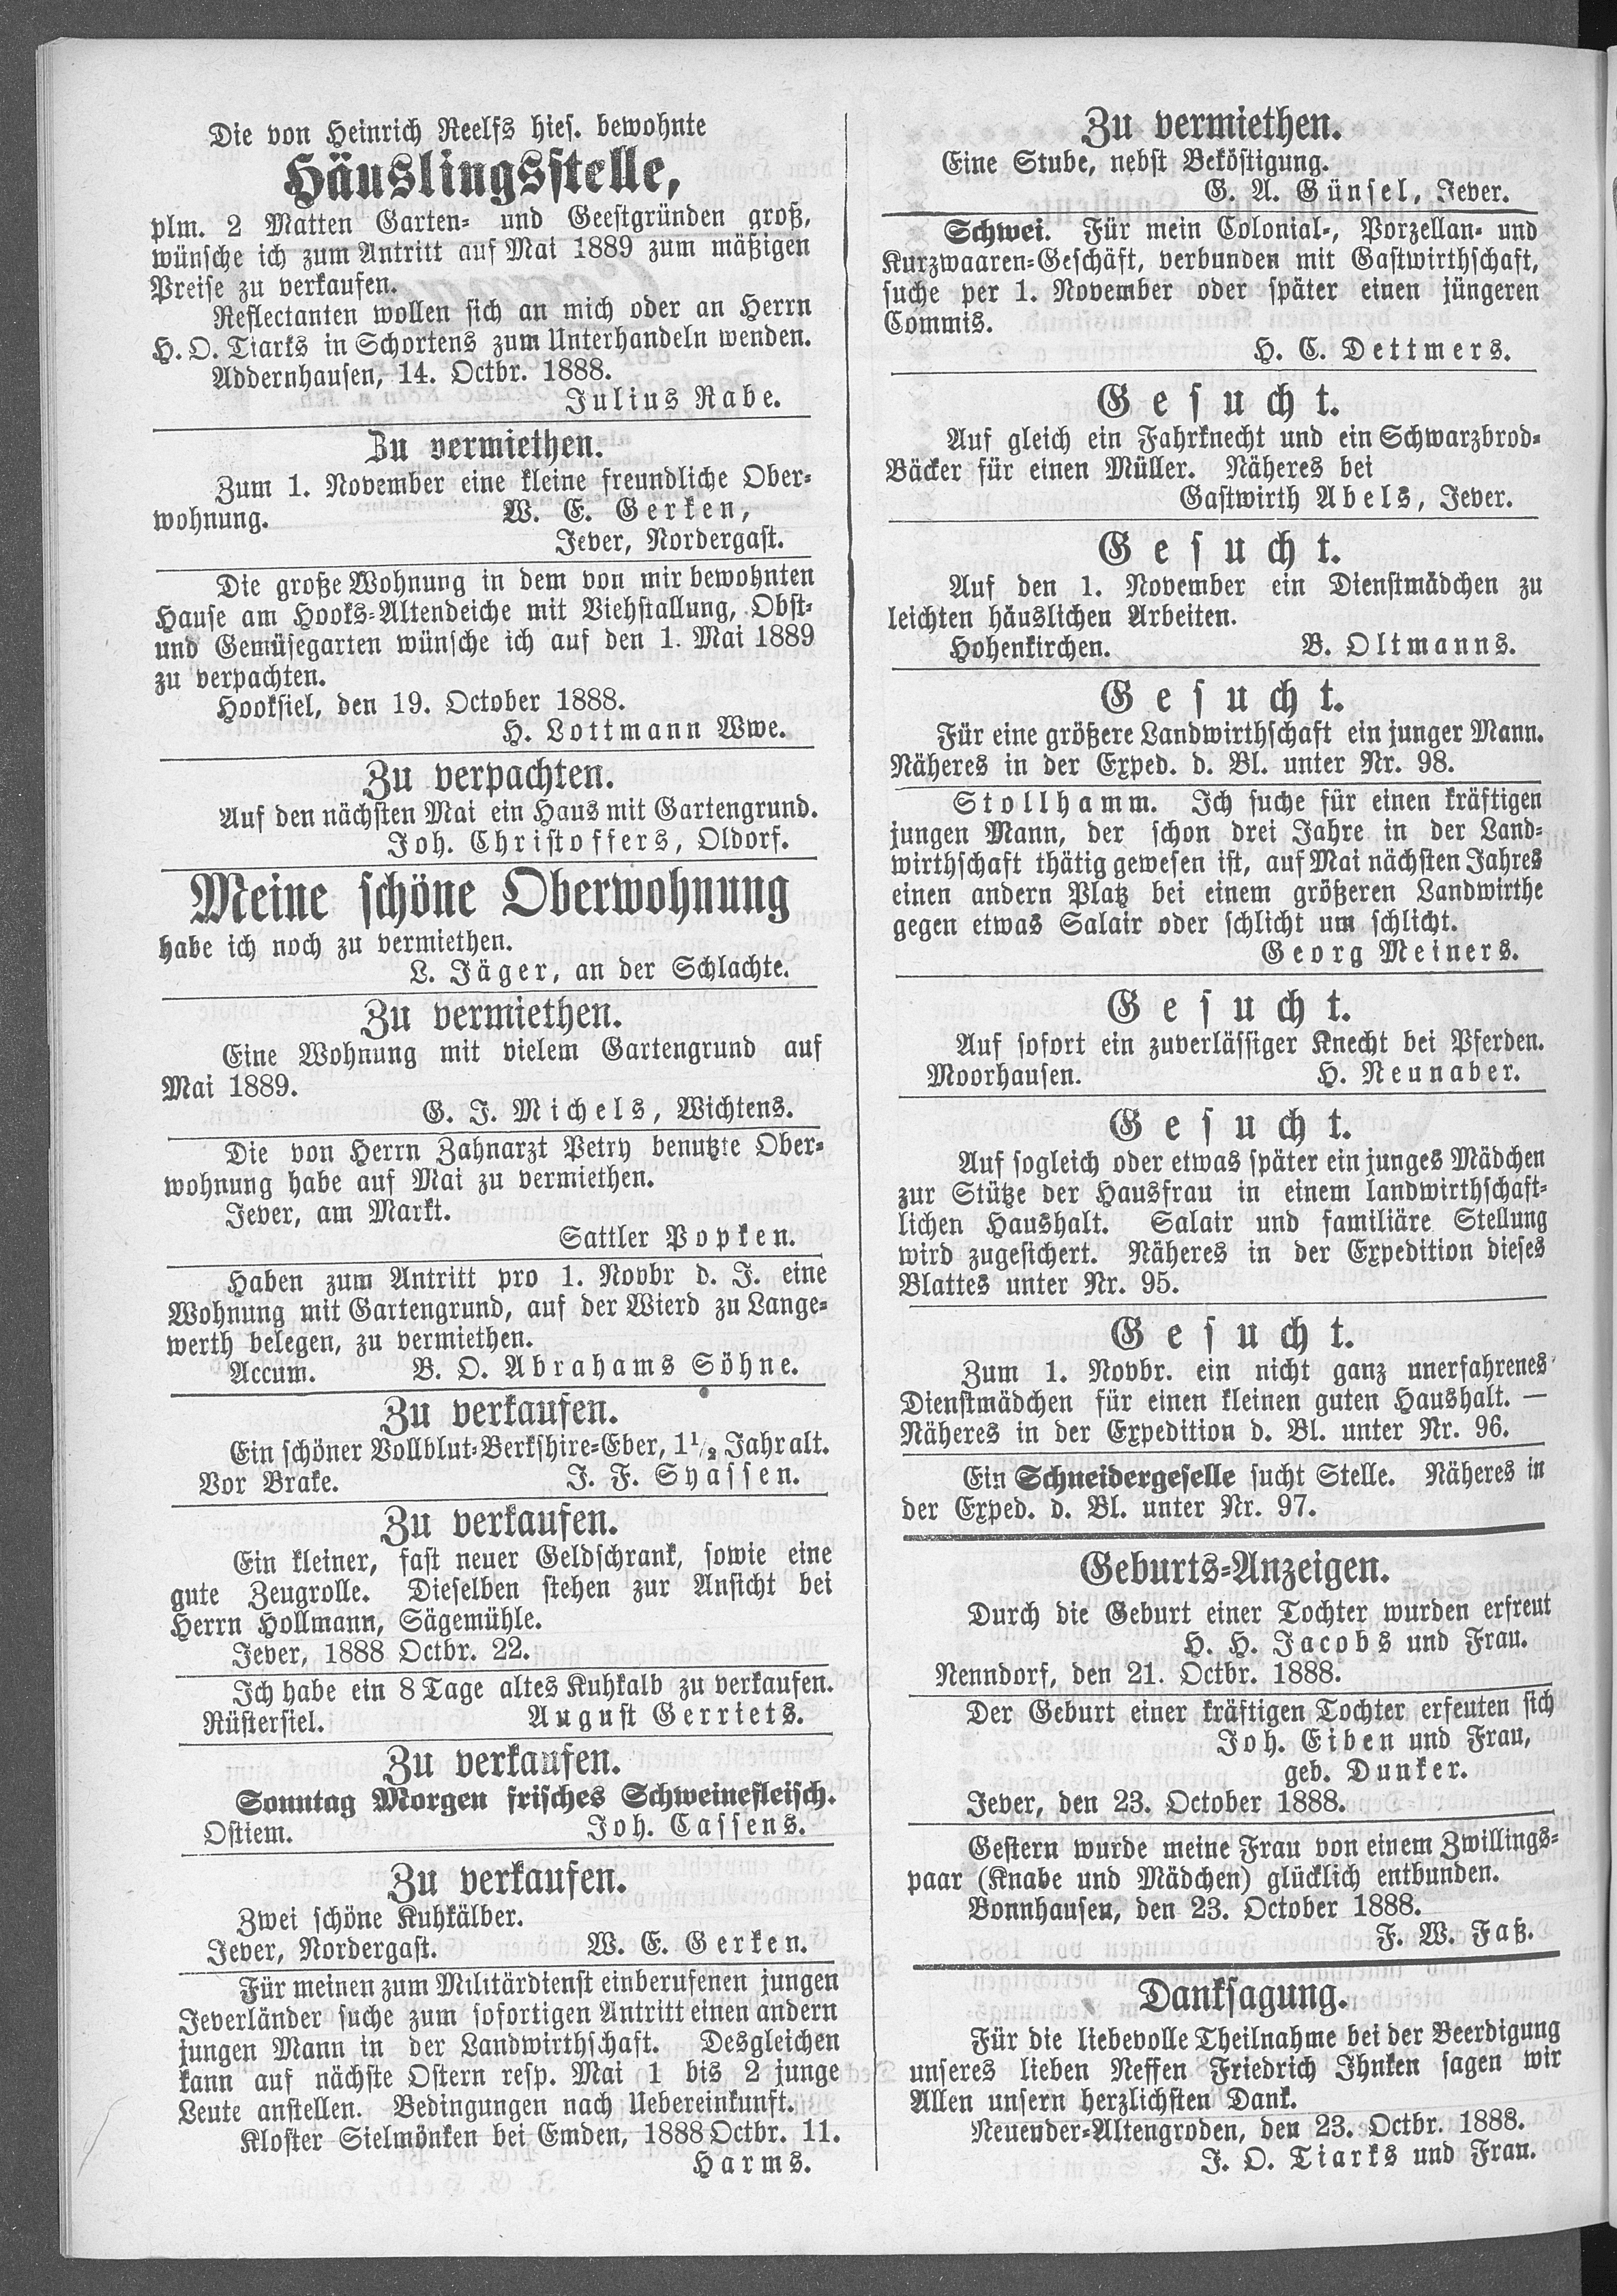 Die von Heinrich Reelfs hies. bewohnte
Häuslingsstelle,
plm. 2 Matten Garten- und Geestgründen groß,
wünsche ich zum Antritt auf Mai 1889 zum mäßigen
Preise zu verkaufen.
Reflectanten wollen sich an mich oder an Herrn
H. O. Tiarks in Schortens zum Unterhandeln wenden.
Addernhausen, 14. Octbr. 1888.
Julius Rabe.
Zu vermiethen.
Zum 1. November eine kleine freundliche Ober-
wohnung. W. E. Gerken,
Jever, Nordergast.
Die große Wohnung in dem von mir bewohnten
Hause am Hooks-Altendeiche mit Viehstallung, Obst-
und Gemüsegarten wünsche ich auf den 1. Mai 1889
zu verpachten.
Hooksiel, den 19. October 1888.
H. Lottmann Wwe.
Zu verpachten.
Auf den nächsten Mai ein Haus mit Gartengrund.
Joh. Christoffers, Oldorf.
Meine schöne Oberwohnung
habe ich noch zu vermiethen.
L. Jäger, an der Schlachte.
Zu vermiethen.
Eine Wohnung mit vielem Gartengrund auf
Mai 1889.
G. J. Michels, Wichtens.
Die von Herrn Zahnarzt Petry benutzte Ober-
wohnung habe auf Mai zu vermiethen.
Jever, am Markt.
Sattler Popken.
Haben zum Antritt pro 1. Novbr d. J. eine
Wohnung mit Gartengrund, auf der Wierd zu Lange-
werth belegen, zu vermiethen.
Accum. B. O. Abrahams Söhne.
Zu verkaufen.
Ein schöner Vollblut-Berkshire-Eber, 1½ Jahr alt.
Vor Brake. J. F. Syassen.
Zu verkaufen.
Ein kleiner, fast neuer Geldschrank, sowie eine
gute Zeugrolle. Dieselben stehen zur Ansicht bei
Herrn Hollmann, Sägemühle.
Jever, 1888 Octbr. 22.
Ich habe ein 8 Tage altes Kuhkalb zu verkaufen.
Rüstersiel. August Gerriets.
Zu verkaufen.
Sonntag Morgen frisches Schweinefleisch.
Ostiem. Joh. Cassens.
Zu verkaufen.
Zwei schöne Kuhkälber.
Jever, Nordergast. W. E. Gerken.
Für meinen zum Militärdienst einberufenen jungen
Jeverländer suche zum sofortigen Antritt einen andern
jungen Mann in der Landwirthschaft. Desgleichen
kann auf nächste Ostern resp. Mai 1 bis 2 junge
Leute anstellen. Bedingungen nach Uebereinkunft.
Kloster Sielmönken bei Emden, 1888 Octbr. 11.
Harms.
Zu vermiethen.
Eine Stube, nebst Beköstigung.
G. A. Günsel, Jever.
Schwei. Für mein Colonial-, Porzellan- und
Kurzwaaren-Geschäft, verbunden mit Gastwirthschaft,
suche per 1. November oder später einen jüngeren
Commis.
H. C. Dettmers.
Gesucht.
Auf gleich ein Fahrknecht und ein Schwarzbrod-
Bäcker für einen Müller. Näheres bei
Gastwirth Abels, Jever.
Gesucht.
Auf den 1. November ein Dienstmädchen zu
leichten häuslichen Arbeiten.
Hohenkirchen. B. Oltmanns.
Gesucht.
Für eine größere Landwirthschaft ein junger Mann.
Näheres in der Exped. d. Bl. unter Nr. 98.
Stollhamm. Ich suche für einen kräftigen
jungen Mann, der schon drei Jahre in der Land-
wirthschaft thätig gewesen ist, auf Mai nächsten Jahres
einen andern Platz bei einem größeren Landwirthe
gegen etwas Salair oder schlicht um schlicht.
Georg Meiners.
Gesucht.
Auf sofort ein zuverlässiger Knecht bei Pferden.
Moorhausen. H. Neunaber.
Gesucht.
Auf sogleich oder etwas später ein junges Mädchen
zur Stütze der Hausfrau in einem landwirthschaft-
lichen Haushalt. Salair und familiäre Stellung
wird zugesichert. Näheres in der Expedition dieses
Blattes unter Nr. 95.
Gesucht.
Zum 1. Novbr. ein nicht ganz unerfahrenes
Dienstmädchen für einen kleinen guten Haushalt. —
Näheres in der Expedition d. Bl. unter Nr. 96.
Ein Schneidergeselle sucht Stelle. Näheres in
der Exped. d. Bl. unter Nr. 97.
Geburts-Anzeigen.
Durch die Geburt einer Tochter wurden erfreut
H. H. Jacobs und Frau.
Nenndorf, den 21. Octbr. 1888.
Der Geburt einer kräftigen Tochter erfeuten sich
Joh. Eiben und Frau,
geb. Dunker.
Jever, den 23. October 1888.
Gestern wurde meine Frau von einem Zwillings-
paar (Knabe und Mädchen) glücklich entbunden.
Bonnhausen, den 23. October 1888.
F. W. Faß.
Danksagung.
Für die liebevolle Theilnahme bei der Beerdigung
unseres lieben Neffen Friedrich Ihnken sagen wir
Allen unsern herzlichsten Dank.
Neuender-Altengroden, den 23. Octbr. 1888.
J. O. Tiarks und Frau.